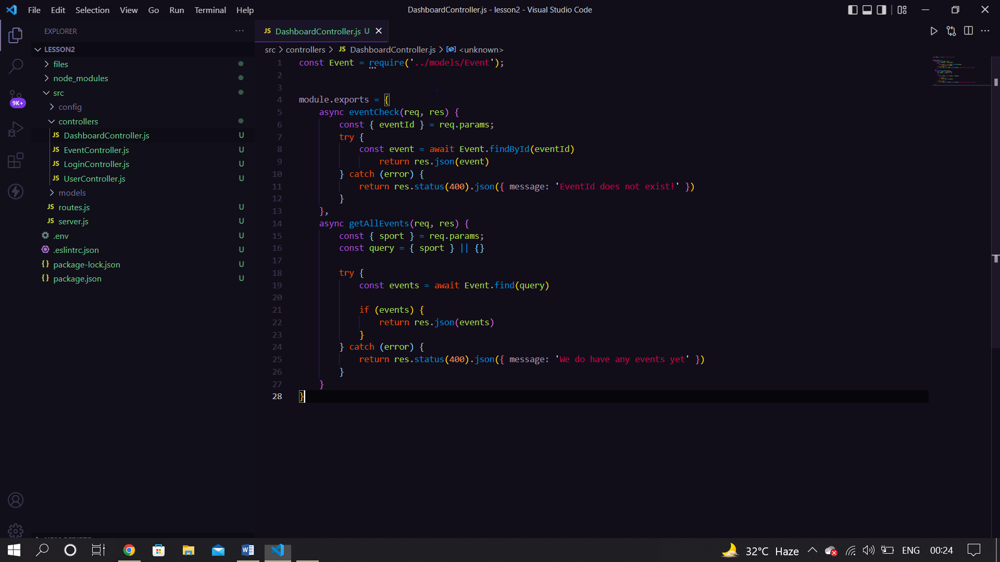 File Edit Selection View Go Run Terminal Help
DashboardController.js - lesson2 - Visual Studio Code
EXPLORER
LESSON2
files
node_modules
src
config
controllers
DashboardController.js U
EventController.js U
LoginController.js U
UserController.js U
models
routes.js U
server.js U
.env U
.eslintrc.json U
package-lock.json U
package.json U
9K+
DashboardController.js U
src > controllers > JS DashboardController.js > <unknown>
1 const Event = require('../models/Event');
2
3
4 module.exports = {
5 async eventCheck(req, res) {
6 const { eventId } = req.params;
7 try {
8 const event = await Event.findById(eventId)
9 return res.json(event)
10 } catch (error) {
11 return res.status(400).json({ message: 'EventId does not exist!' })
12 }
13 },
14 async getAllEvents(req, res) {
15 const { sport } = req.params;
16 const query = { sport } || {}
17
18 try {
19 const events = await Event.find(query)
20
21 if (events) {
22 return res.json(events)
23 }
24 } catch (error) {
25 return res.status(400).json({ message: 'We do have any events yet' })
26 }
27 }
28 }
32°C Haze
ENG
00:24